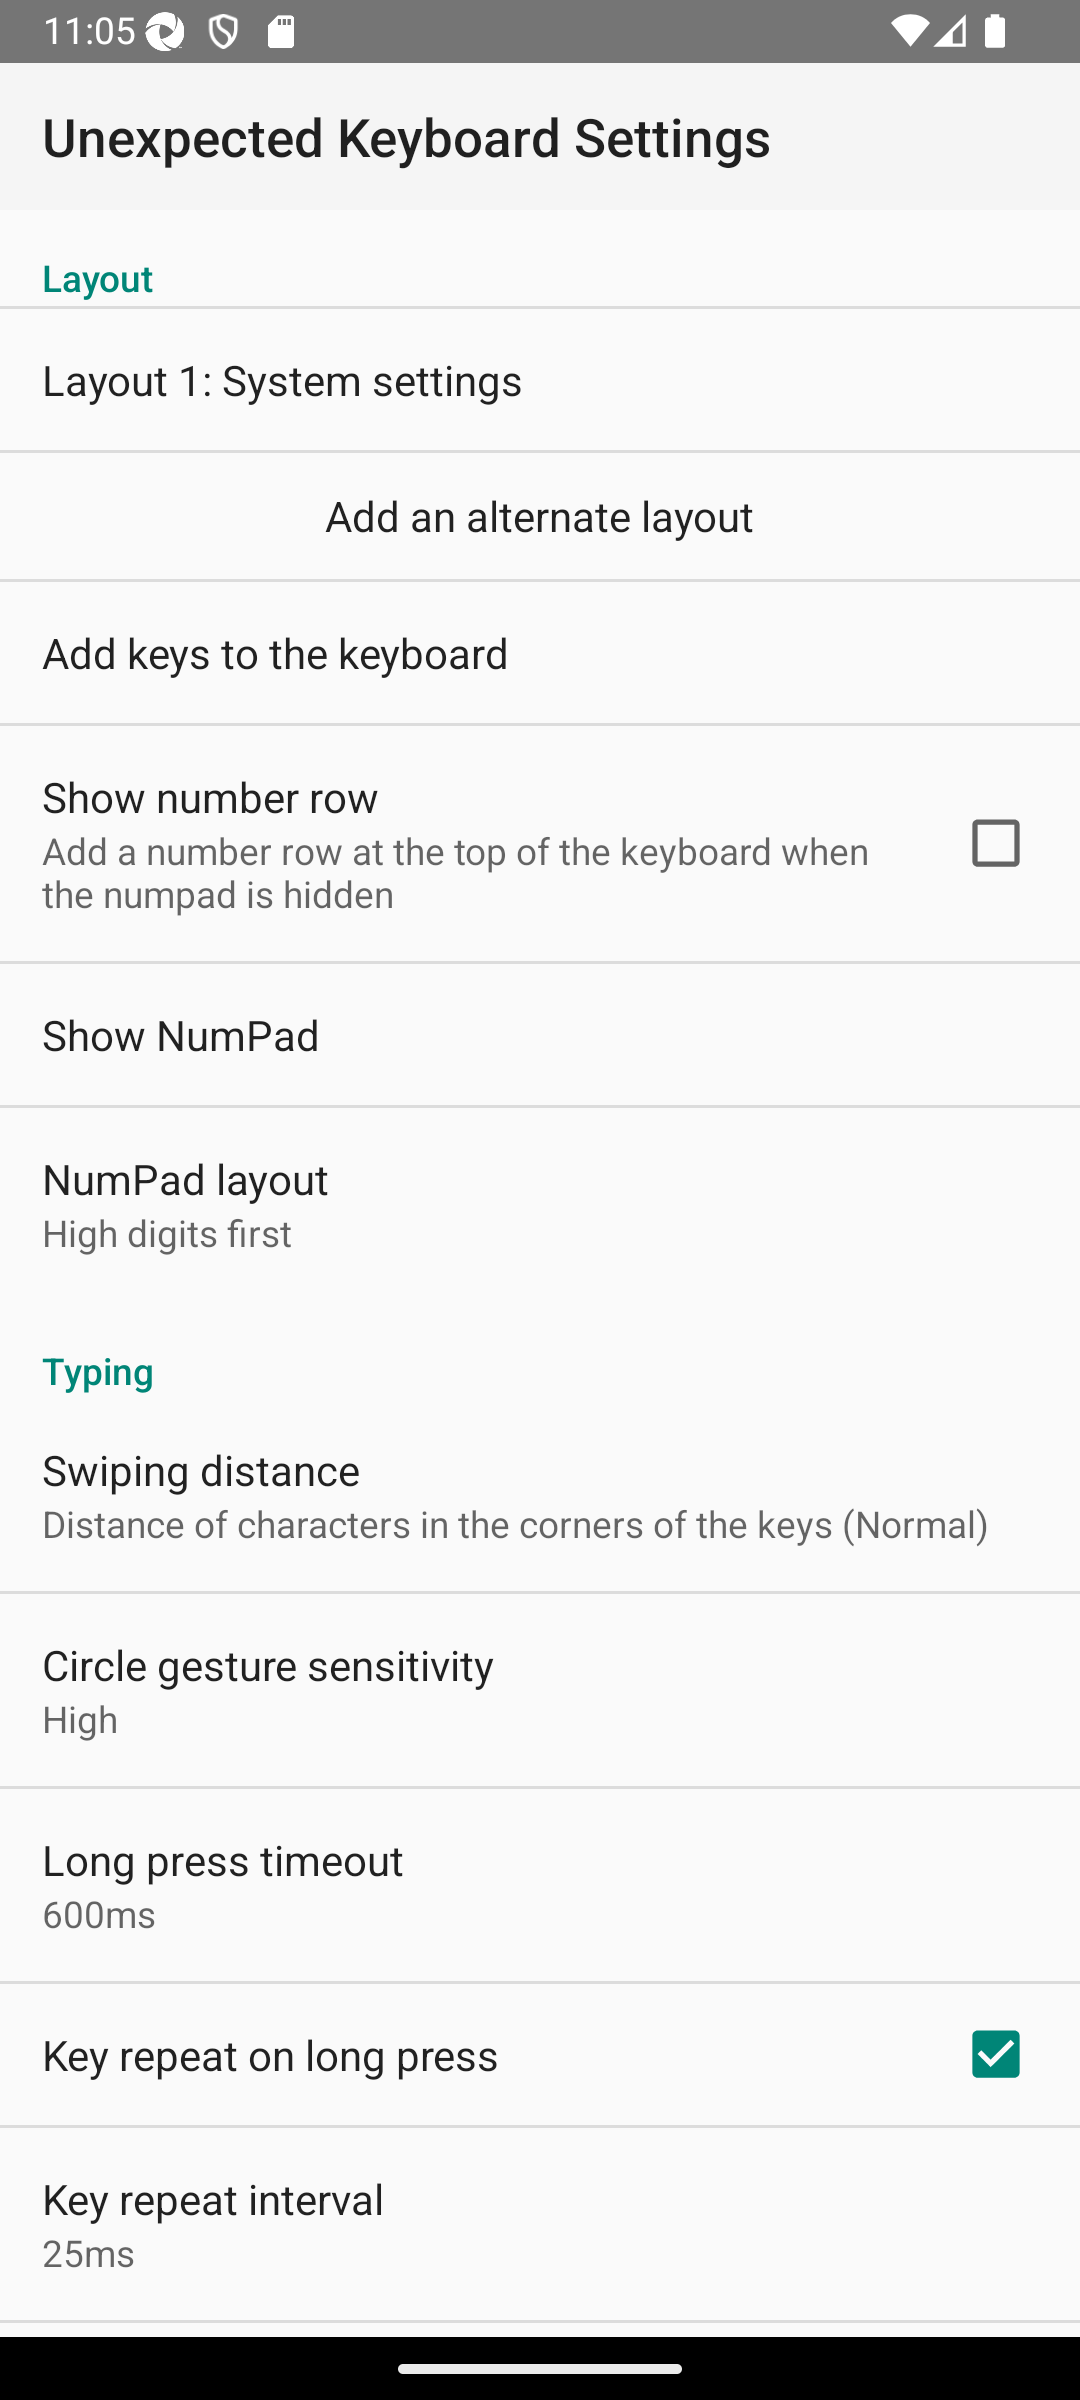 11:05
Unexpected Keyboard Settings
Layout
Layout 1: System settings
Add an alternate layout
Add keys to the keyboard
Show number row
Add a number row at the top of the keyboard when
the numpad is hidden
Show NumPad
NumPad layout
High digits first
Typing
Swiping distance
Distance of characters in the corners of the keys (Normal)
Circle gesture sensitivity
High
Long press timeout
600ms
Key repeat on long press
Key repeat interval
25ms